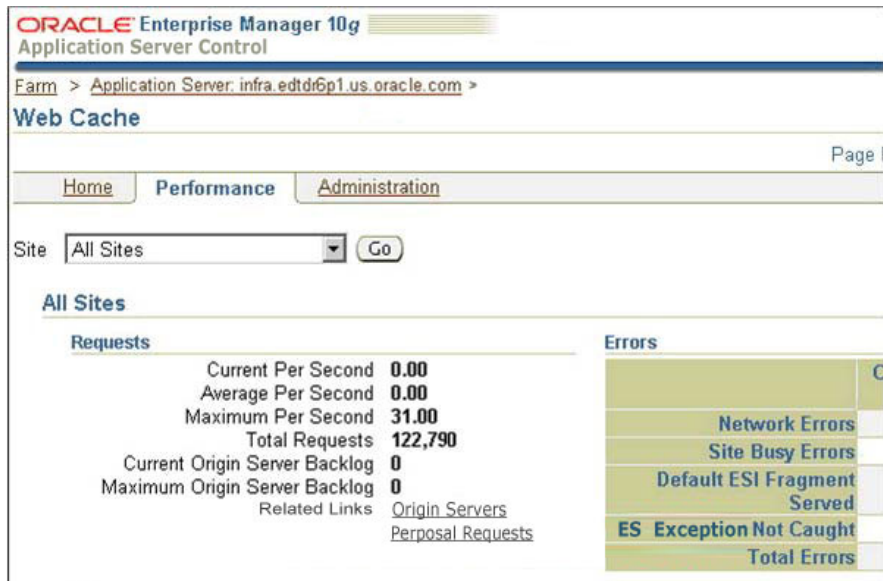 ORACLE Enterprise Manager 10g
Application Server Control
Farm > Application Server: infra.edtdr6p1.us.oracle.com >
Web Cache
Page
Home Performance Administration
Site All Sites Go
All Sites
Requests
Current Per Second 0.00
Average Per Second 0.00
Maximum Per Second 31.00
Total Requests 122,790
Current Origin Server Backlog 0
Maximum Origin Server Backlog 0
Related Links Origin Servers
Perposal Requests
Errors
Network Errors
Site Busy Errors
Default ESI Fragment
Served
ES Exception Not Caught
Total Errors